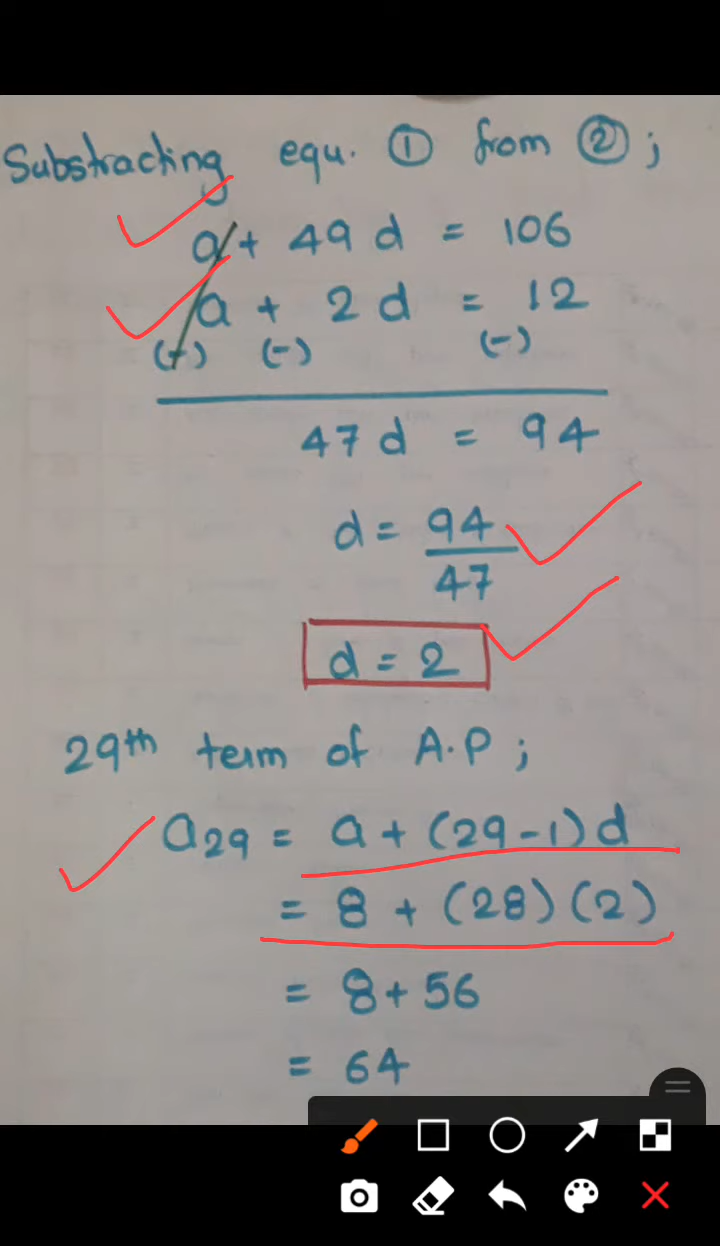 Substracting equ. ① from ②;
a + 49 d = 106
a + 2 d = 12
(-) (-) (-)
47 d = 94
d = 94
47
d = 2
29th term of A.P;
a29 = a + (29-1) d
= 8 + (28) (2)
= 8 + 56
= 64